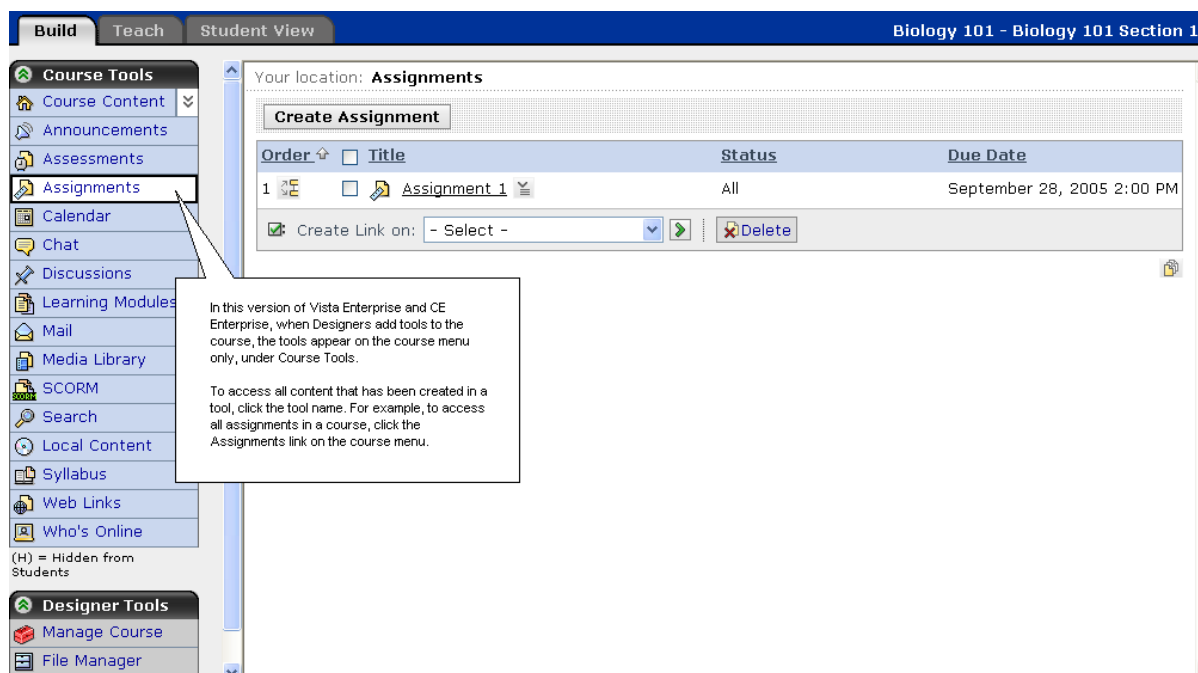 Build Teach Student View Biology 101 - Biology 101 Section 1
Course Tools
Course Content
Announcements
Assessments
Assignments
Calendar
Chat
Discussions
Learning Modules
Mail
Media Library
SCORM
Search
Local Content
Syllabus
Web Links
Who's Online
(H) = Hidden from
Students
Designer Tools
Manage Course
File Manager
Your location: Assignments
Create Assignment
Order Title Status Due Date
1 Assignment 1 All September 28, 2005 2:00 PM
Create Link on: - Select - Delete
In this version of Vista Enterprise and CE
Enterprise, when Designers add tools to the
course, the tools appear on the course menu
only, under Course Tools.
To access all content that has been created in a
tool, click the tool name. For example, to access
all assignments in a course, click the
Assignments link on the course menu.